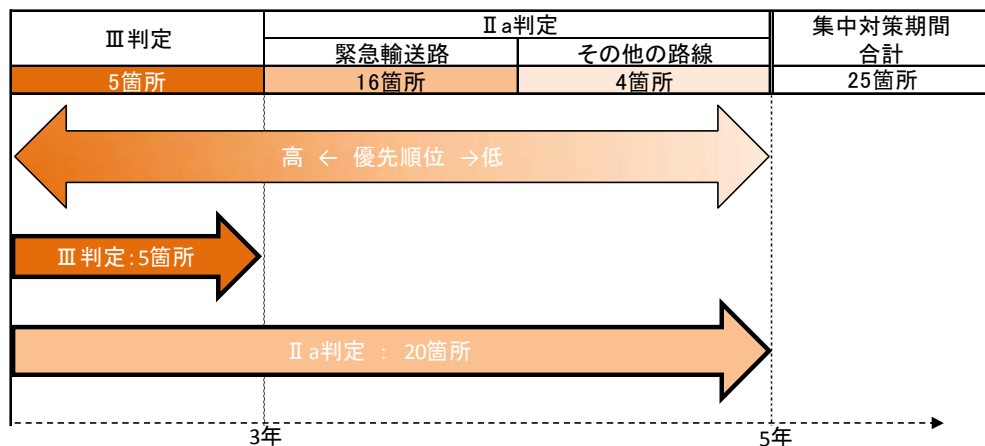 Ⅲ判定
Ⅱa判定
集中対策期間
合計
緊急輸送路
その他の路線
5箇所
16箇所
4箇所
25箇所
高 ← 優先順位 →低
Ⅲ判定:5箇所
Ⅱa判定 : 20箇所
3年
5年